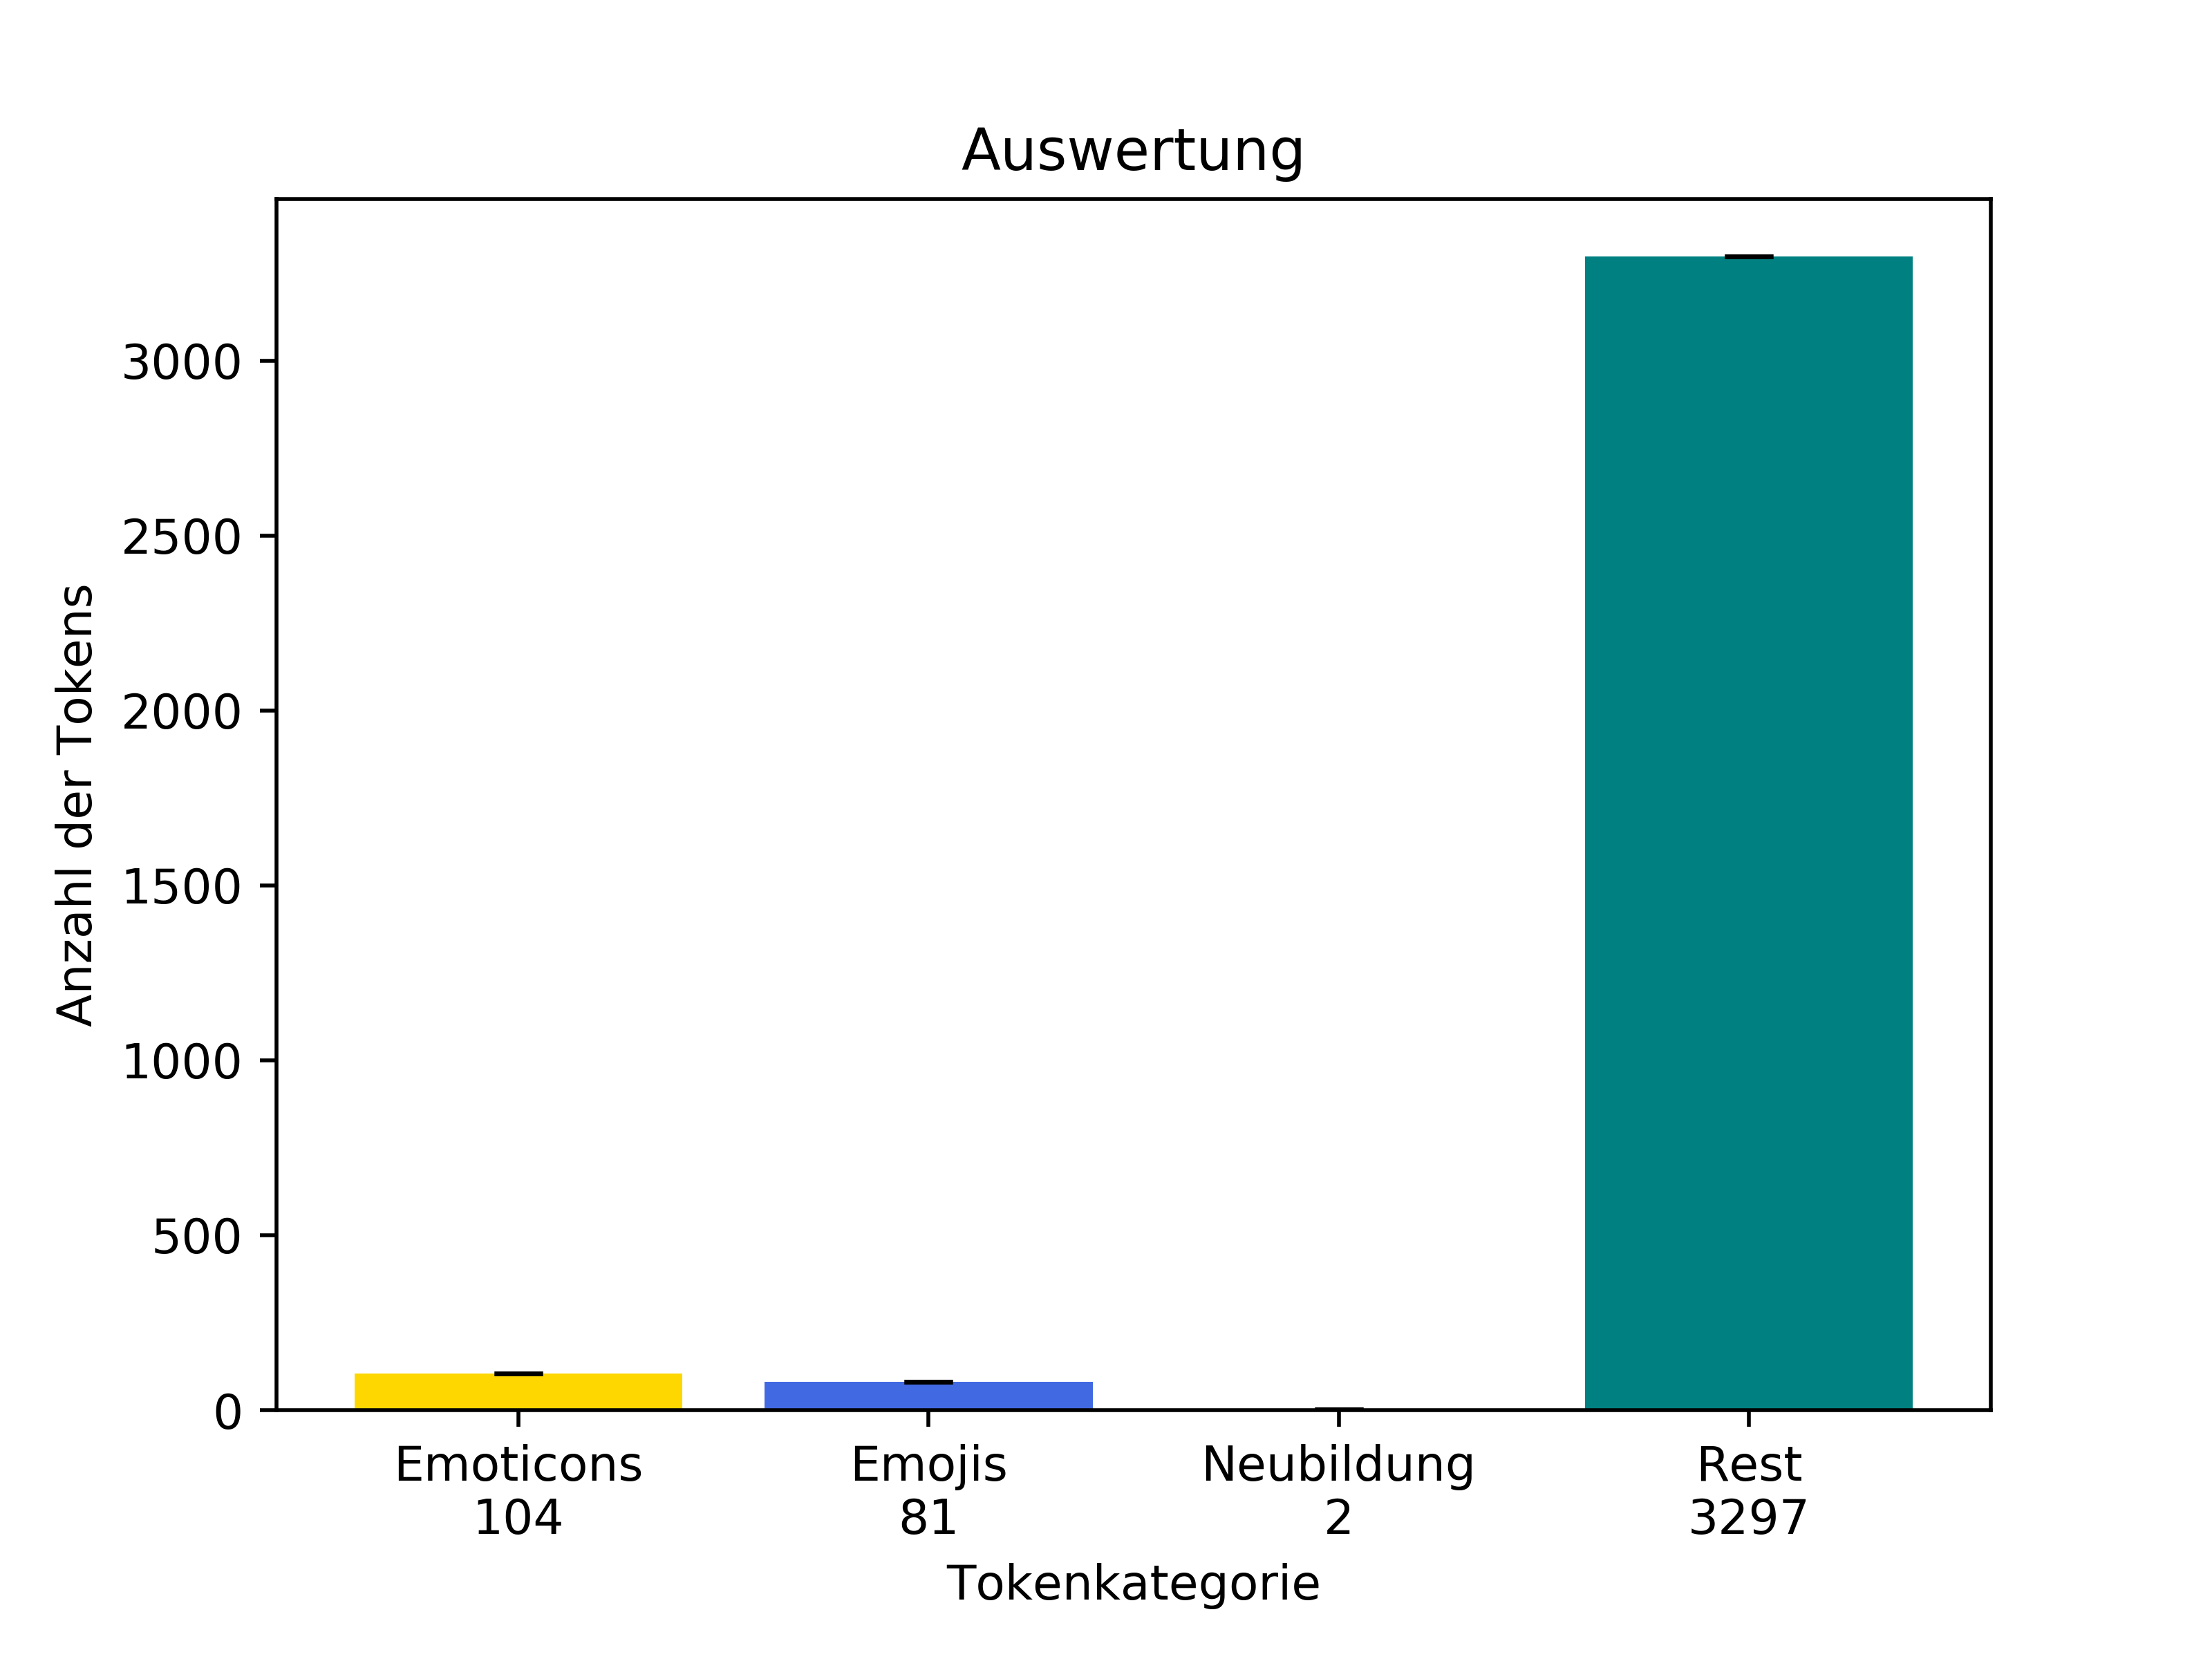 Auswertung
Anzahl der Tokens
3000
2500
2000
1500
1000
500
0
Emoticons Emojis Neubildung Rest
104 81 2 3297
Tokenkategorie